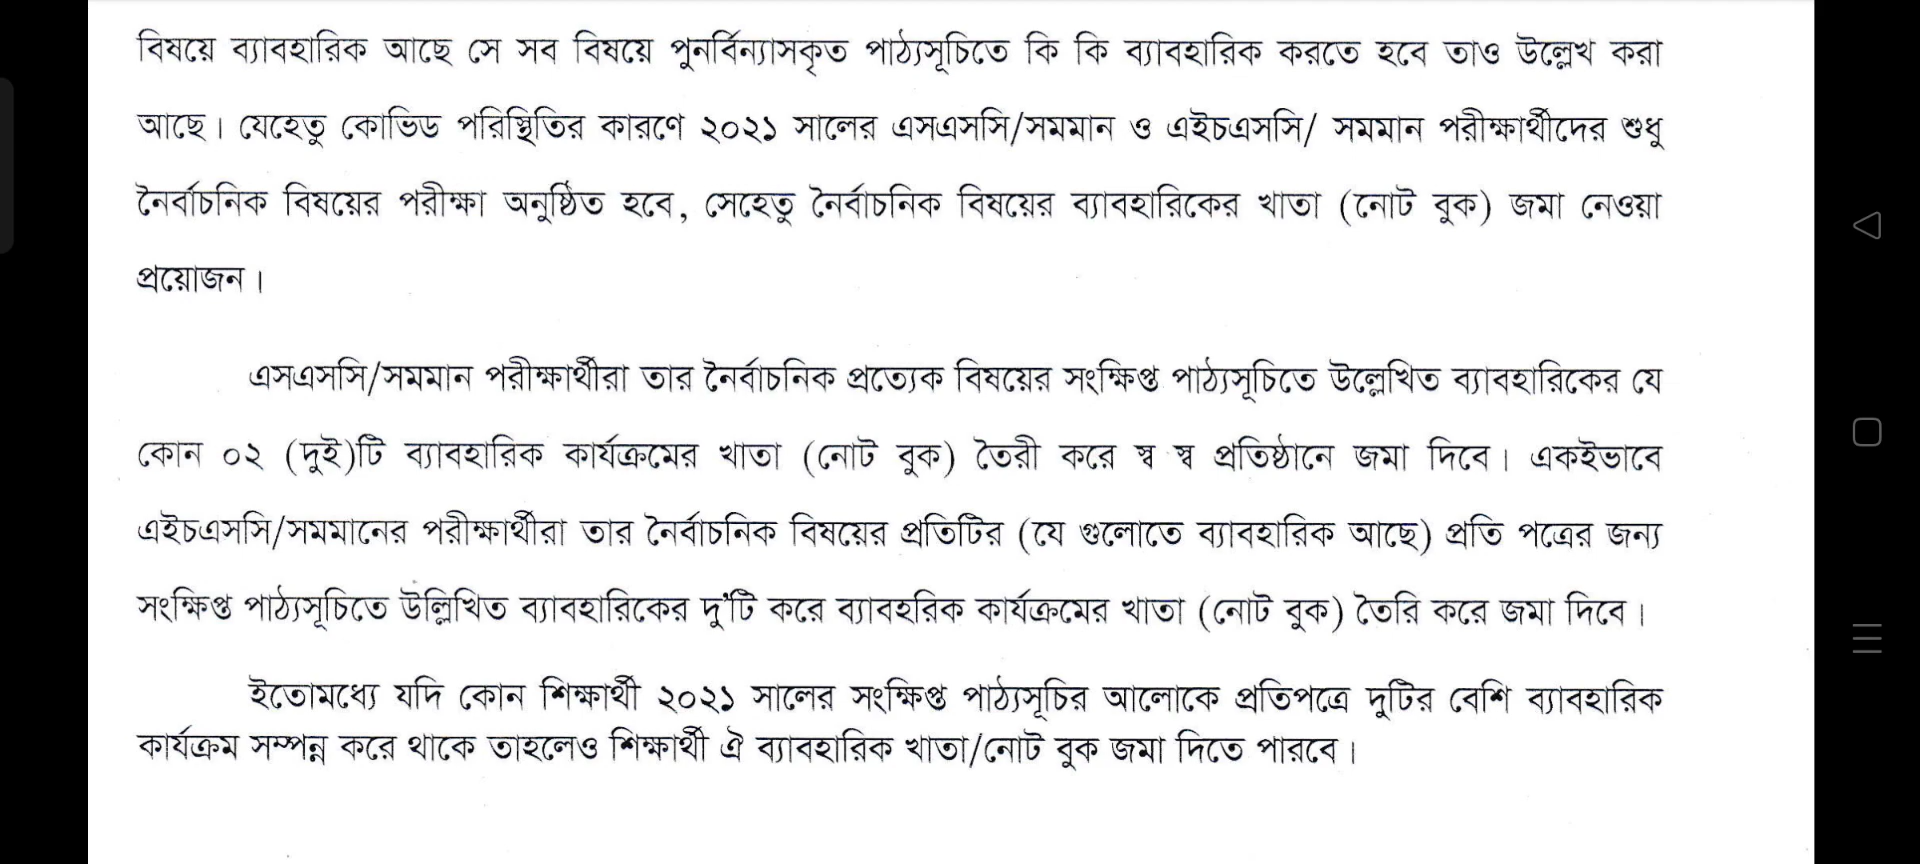 বিষয়ে ব্যাবহারিক আছে সে সব বিষয়ে পুনর্বিন্যাসকৃত পাঠ্যসূচিতে কি কি ব্যাবহারিক করতে হবে তাও উল্লেখ করা
আছে। যেহেতু কোভিড পরিস্থিতির কারণে ২০২১ সালের এসএসসি/সমমান ও এইচএসসি/ সমমান পরীক্ষার্থীদের শুধু
নৈর্বাচনিক বিষয়ের পরীক্ষা অনুষ্ঠিত হবে, সেহেতু নৈর্বাচনিক বিষয়ের ব্যাবহারিকের খাতা (নোট বুক) জমা নেওয়া
প্রয়োজন।
এসএসসি/সমমান পরীক্ষার্থীরা তার নৈর্বাচনিক প্রত্যেক বিষয়ের সংক্ষিপ্ত পাঠ্যসূচিতে উল্লেখিত ব্যাবহারিকের যে
কোন ০২ (দুই)টি ব্যাবহারিক কার্যক্রমের খাতা (নোট বুক) তৈরী করে স্ব স্ব প্রতিষ্ঠানে জমা দিবে। একইভাবে
এইচএসসি/সমমানের পরীক্ষার্থীরা তার নৈর্বাচনিক বিষয়ের প্রতিটির (যে গুলোতে ব্যাবহারিক আছে) প্রতি পত্রের জন্য
সংক্ষিপ্ত পাঠ্যসূচিতে উল্লিখিত ব্যাবহারিকের দু'টি করে ব্যাবহরিক কার্যক্রমের খাতা (নোট বুক) তৈরি করে জমা দিবে।
ইতোমধ্যে যদি কোন শিক্ষার্থী ২০২১ সালের সংক্ষিপ্ত পাঠ্যসূচির আলোকে প্রতিপত্রে দুটির বেশি ব্যাবহারিক
কার্যক্রম সম্পন্ন করে থাকে তাহলেও শিক্ষার্থী ঐ ব্যাবহারিক খাতা/নোট বুক জমা দিতে পারবে।